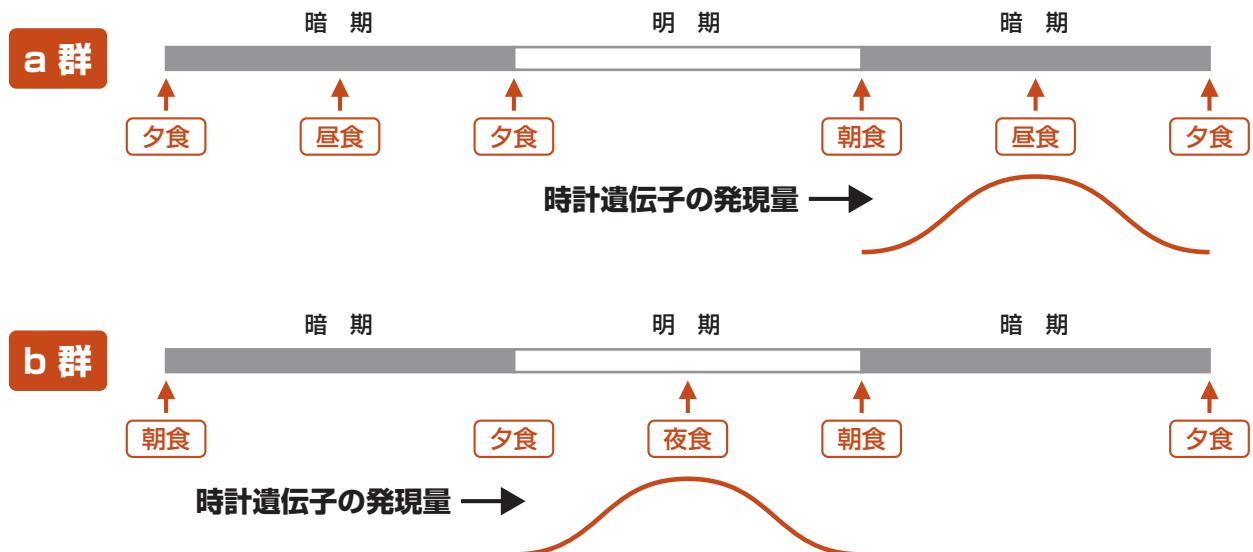 暗 期 明 期 暗 期
a 群
夕食 昼食 夕食 朝食 昼食 夕食
時計遺伝子の発現量
暗 期 明 期 暗 期
b 群
朝食 夕食 夜食 朝食 夕食
時計遺伝子の発現量